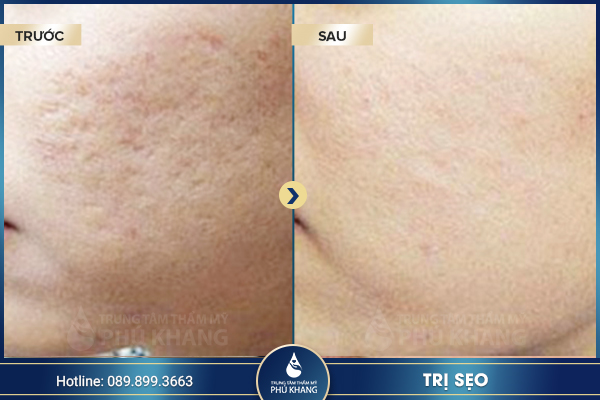 TRƯỚC
SAU
TRUNG TÂM THẨM MỸ
PHÚ KHANG
TRUNG TÂM THẨM MỸ
PHÚ KHANG
Hotline: 089.899.3663
TRUNG TÂM THẨM MỸ
PHÚ KHANG
TRỊ SẸO